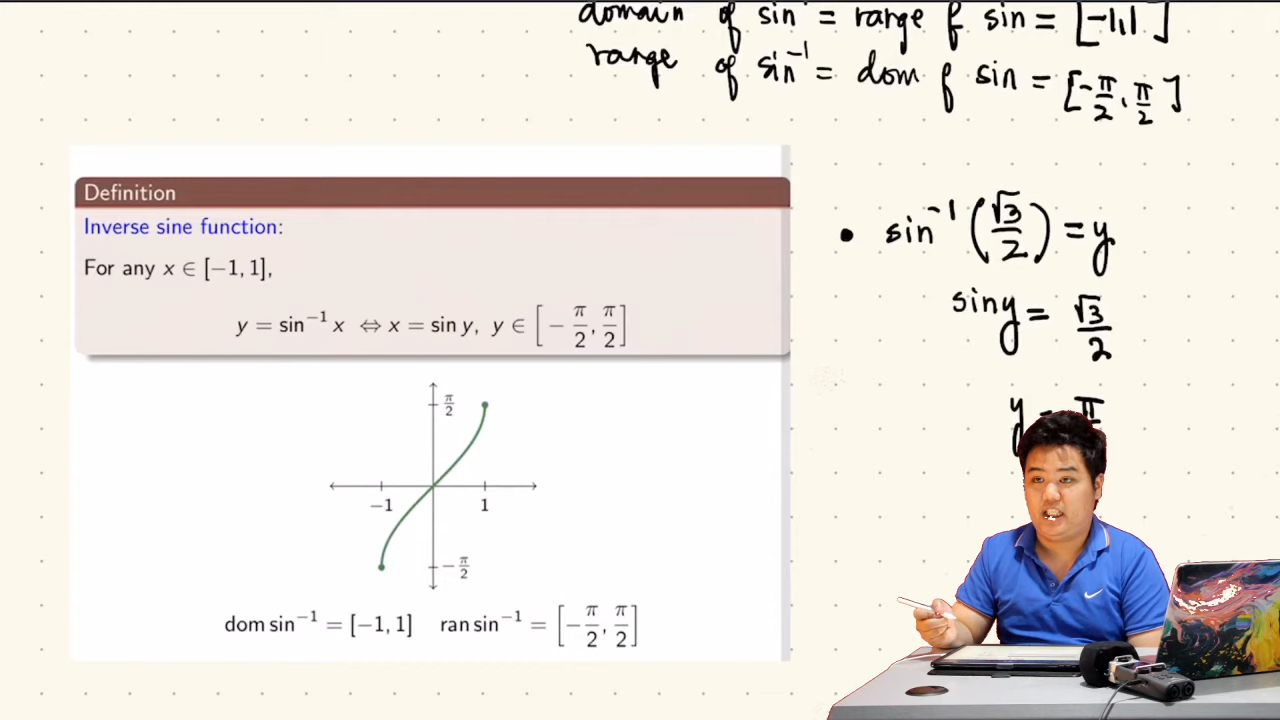 domain of sin = range of sin = [-1,1]
range of sin⁻¹ = dom of sin = [-π/2, π/2]
Definition
Inverse sine function:
For any x ∈ [−1, 1],
y = sin⁻¹ x ⇔ x = sin y, y ∈ [−π/2, π/2]
π/2
−1
1
−π/2
dom sin⁻¹ = [−1, 1] ran sin⁻¹ = [−π/2, π/2]
• sin⁻¹(√3/2) = y
sin y = √3/2
y = π